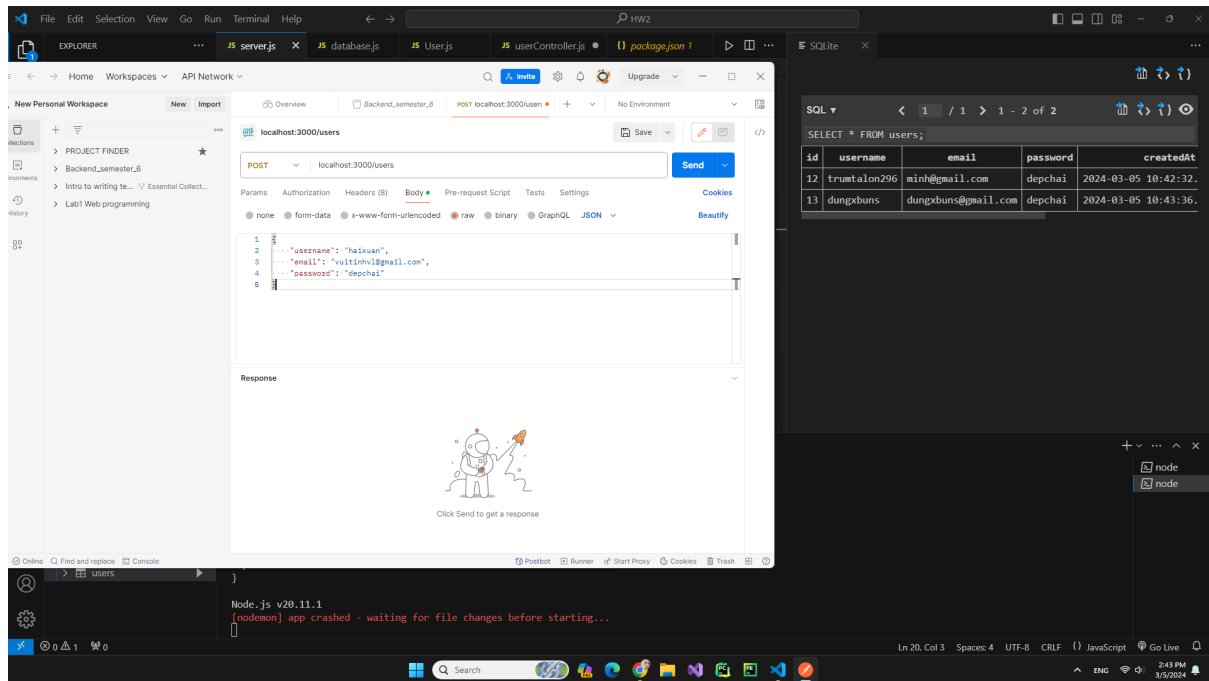 File Edit Selection View Go Run Terminal Help HW2
EXPLORER ... JS server.js JS database.js JS User.js JS userController.js {} package.json 1 ... SQLite ...
Home Workspaces API Network Invite Upgrade
New Personal Workspace New Import Overview Backend_semester_6 POST localhost:3000/users + No Environment
HTTP localhost:3000/users Save
PROJECT FINDER
Backend_semester_6
Intro to writing te... Essential Collect...
Lab1 Web programming
POST localhost:3000/users Send
Params Authorization Headers (8) Body Pre-request Script Tests Settings Cookies
none form-data x-www-form-urlencoded raw binary GraphQL JSON Beautify
1 {
2 "username": "haixuan",
3 "email": "vuitinhvl@gmail.com",
4 "password": "depchai"
5 }
Response
Click Send to get a response
Online Find and replace Console Postbot Runner Start Proxy Cookies Trash
SQL 1 / 1 1 - 2 of 2
SELECT * FROM users;
id username email password createdAt
12 trumtalon296 minh@gmail.com depchai 2024-03-05 10:42:32.
13 dungxbuns dungxbuns@gmail.com depchai 2024-03-05 10:43:36.
node
node
users
}
Node.js v20.11.1
[nodemon] app crashed - waiting for file changes before starting...
0 1 0 Ln 20, Col 3 Spaces: 4 UTF-8 CRLF {} JavaScript Go Live
Search ENG 2:43 PM
3/5/2024